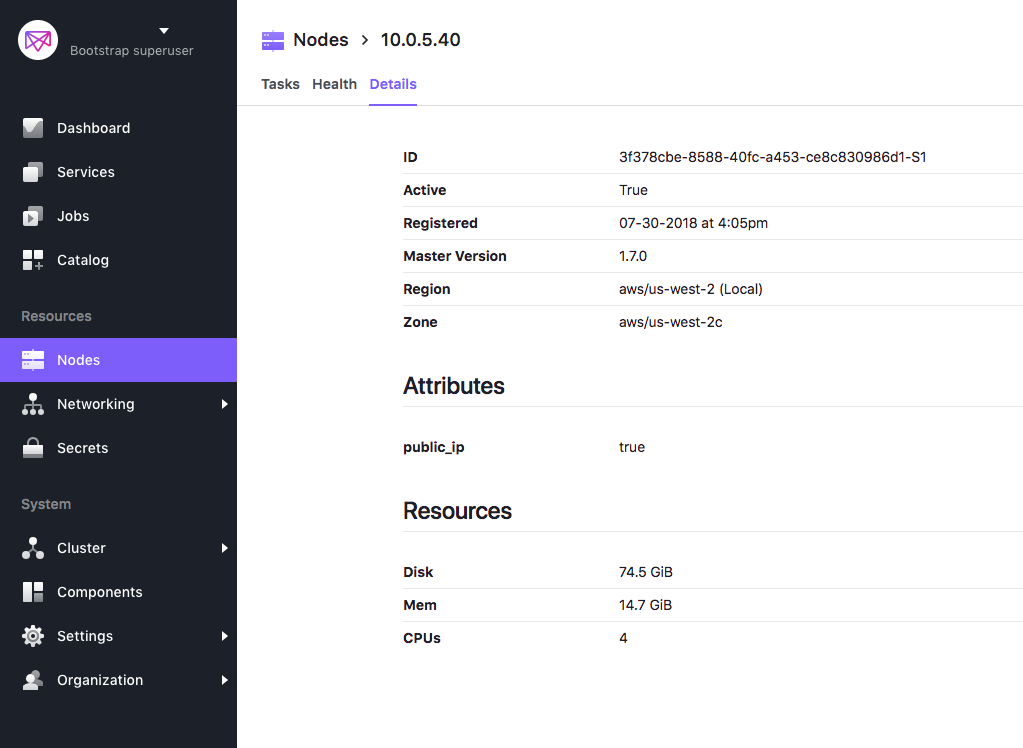 Bootstrap superuser
Dashboard
Services
Jobs
Catalog
Resources
Nodes
Networking
Secrets
System
Cluster
Components
Settings
Organization
Nodes > 10.0.5.40
Tasks Health Details
ID 3f378cbe-8588-40fc-a453-ce8c830986d1-S1
Active True
Registered 07-30-2018 at 4:05pm
Master Version 1.7.0
Region aws/us-west-2 (Local)
Zone aws/us-west-2c
Attributes
public_ip true
Resources
Disk 74.5 GiB
Mem 14.7 GiB
CPUs 4